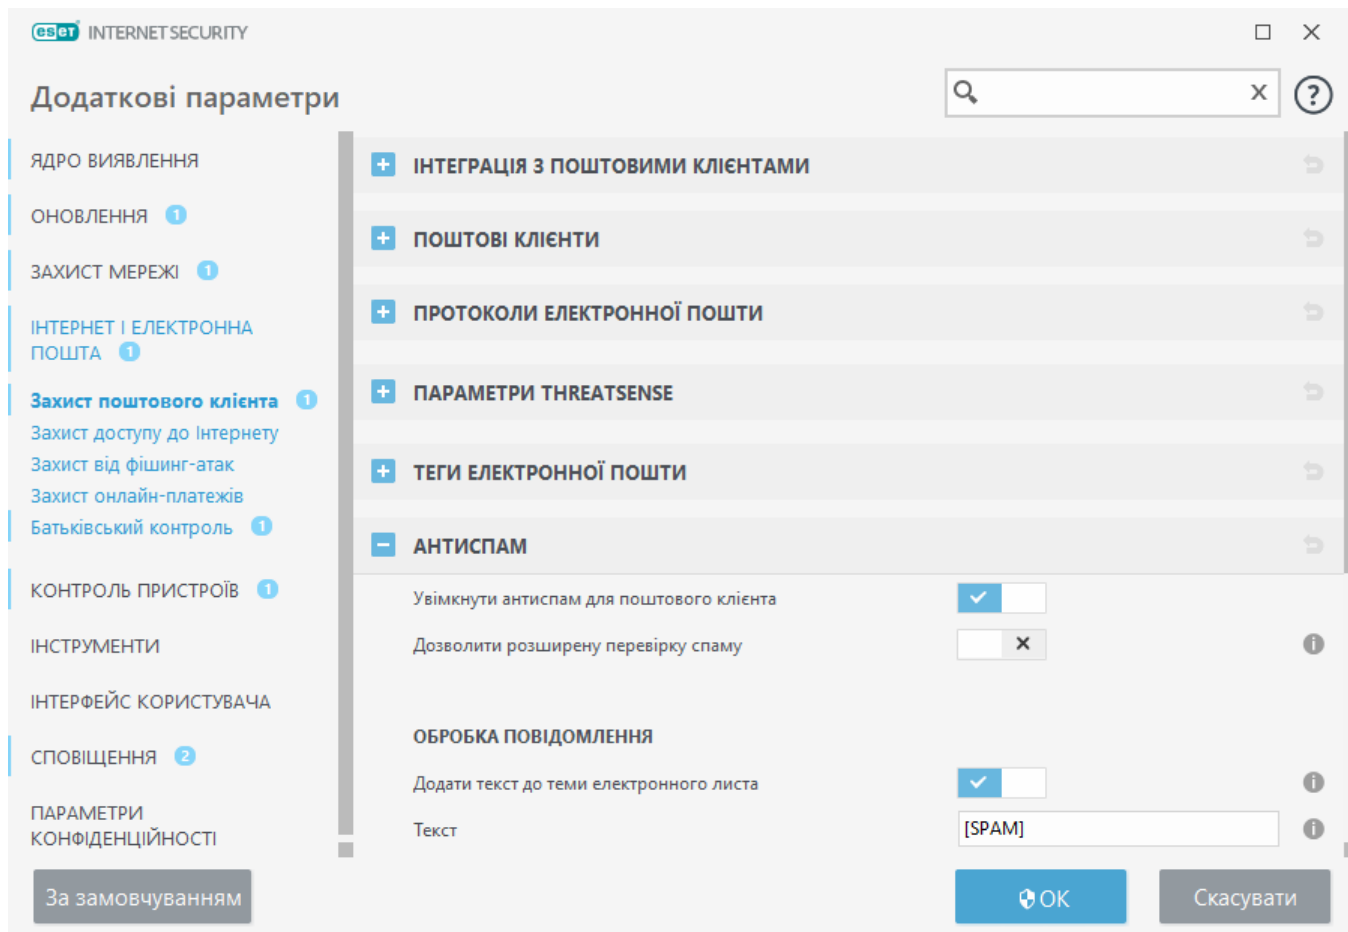 eset INTERNET SECURITY
Додаткові параметри
x
?
ЯДРО ВИЯВЛЕННЯ
ОНОВЛЕННЯ 1
ЗАХИСТ МЕРЕЖІ 1
ІНТЕРНЕТ І ЕЛЕКТРОННА
ПОШТА 1
Захист поштового клієнта 1
Захист доступу до Інтернету
Захист від фішинг-атак
Захист онлайн-платежів
Батьківський контроль 1
КОНТРОЛЬ ПРИСТРОЇВ 1
ІНСТРУМЕНТИ
ІНТЕРФЕЙС КОРИСТУВАЧА
СПОВІЩЕННЯ 2
ПАРАМЕТРИ
КОНФІДЕНЦІЙНОСТІ
ІНТЕГРАЦІЯ З ПОШТОВИМИ КЛІЄНТАМИ
ПОШТОВІ КЛІЄНТИ
ПРОТОКОЛИ ЕЛЕКТРОННОЇ ПОШТИ
ПАРАМЕТРИ THREATSENSE
ТЕГИ ЕЛЕКТРОННОЇ ПОШТИ
АНТИСПАМ
Увімкнути антиспам для поштового клієнта
Дозволити розширену перевірку спаму
ОБРОБКА ПОВІДОМЛЕННЯ
Додати текст до теми електронного листа
Текст [SPAM]
За замовчуванням
ОК
Скасувати